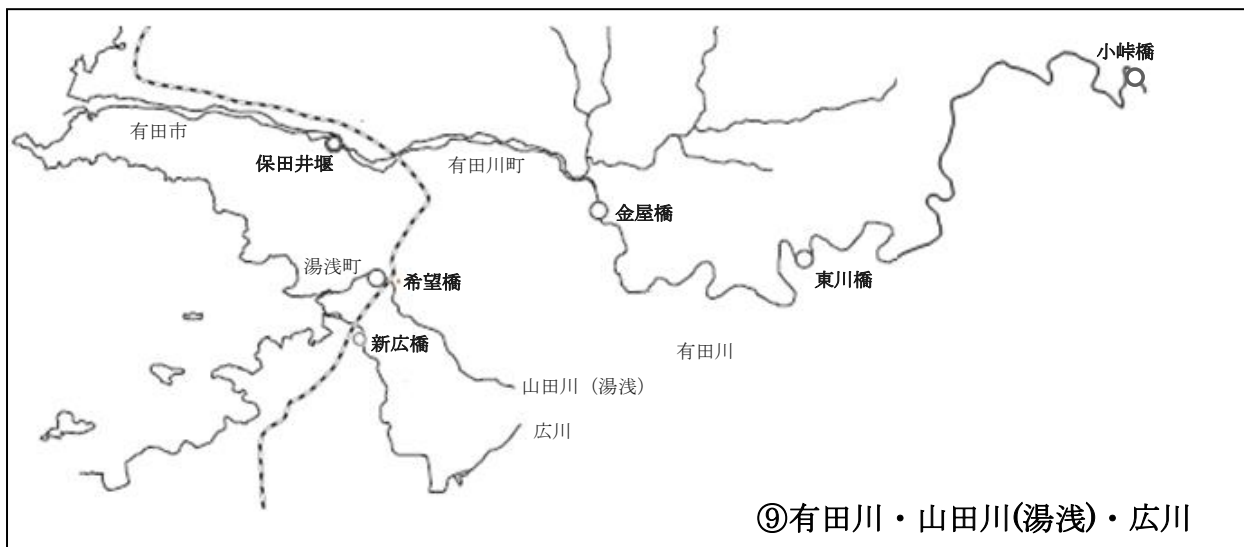 小峠橋
有田市
保田井堰
有田川町
金屋橋
湯浅町
希望橋
東川橋
新広橋
有田川
山田川（湯浅）
広川
⑨有田川・山田川(湯浅)・広川